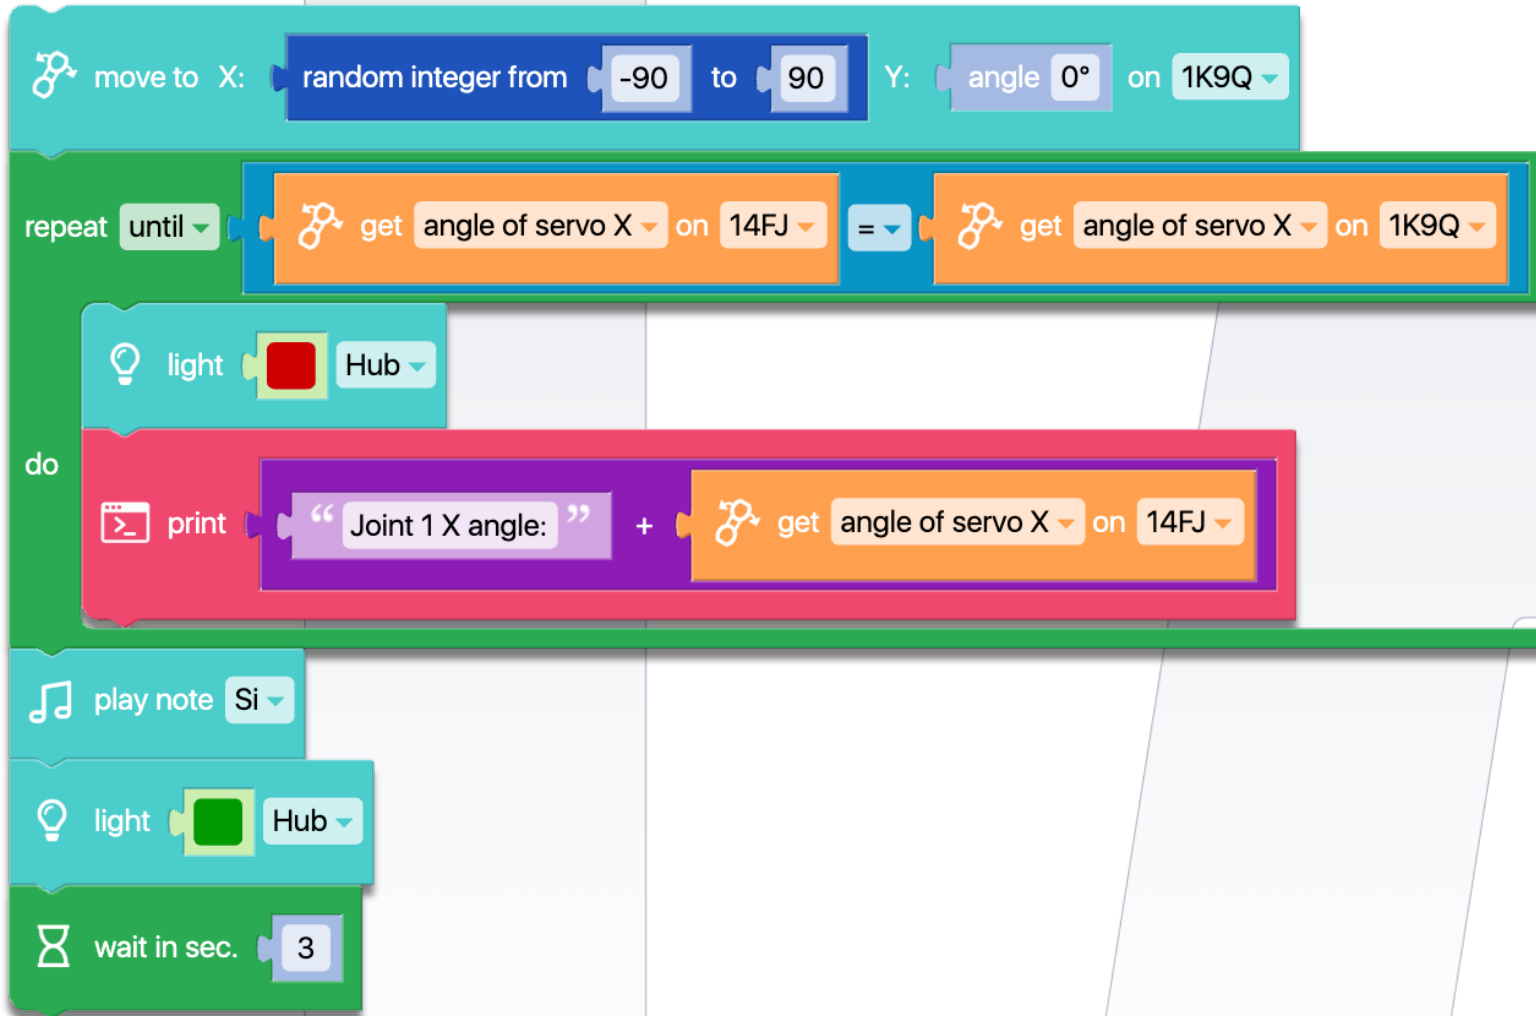 move to X: random integer from -90 to 90 Y: angle 0° on 1K9Q
repeat until get angle of servo X on 14FJ = get angle of servo X on 1K9Q
light Hub
do
print “ Joint 1 X angle: ” + get angle of servo X on 14FJ
play note Si
light Hub
wait in sec. 3